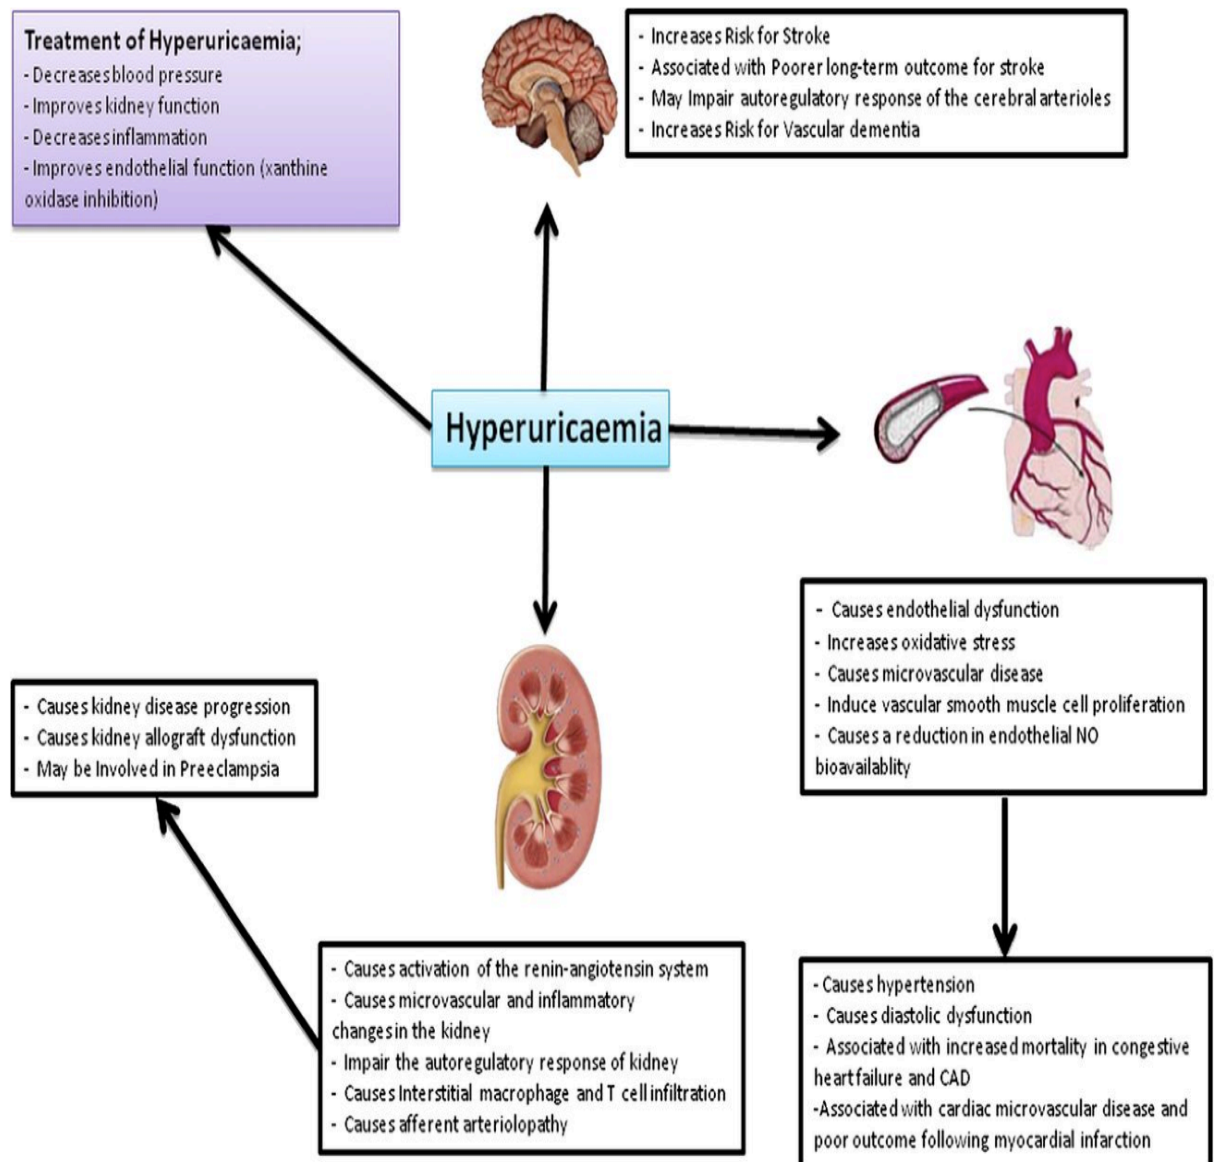 Treatment of Hyperuricaemia;
- Decreases blood pressure
- Improves kidney function
- Decreases inflammation
- Improves endothelial function (xanthine
oxidase inhibition)
- Increases Risk for Stroke
- Associated with Poorer long-term outcome for stroke
- May Impair autoregulatory response of the cerebral arterioles
- Increases Risk for Vascular dementia
Hyperuricaemia
- Causes endothelial dysfunction
- Increases oxidative stress
- Causes microvascular disease
- Induce vascular smooth muscle cell proliferation
- Causes a reduction in endothelial NO
bioavailablity
- Causes kidney disease progression
- Causes kidney allograft dysfunction
- May be Involved in Preeclampsia
- Causes activation of the renin-angiotensin system
- Causes microvascular and inflammatory
changes in the kidney
- Impair the autoregulatory response of kidney
- Causes Interstitial macrophage and T cell infiltration
- Causes afferent arteriolopathy
- Causes hypertension
- Causes diastolic dysfunction
- Associated with increased mortality in congestive
heart failure and CAD
-Associated with cardiac microvascular disease and
poor outcome following myocardial infarction